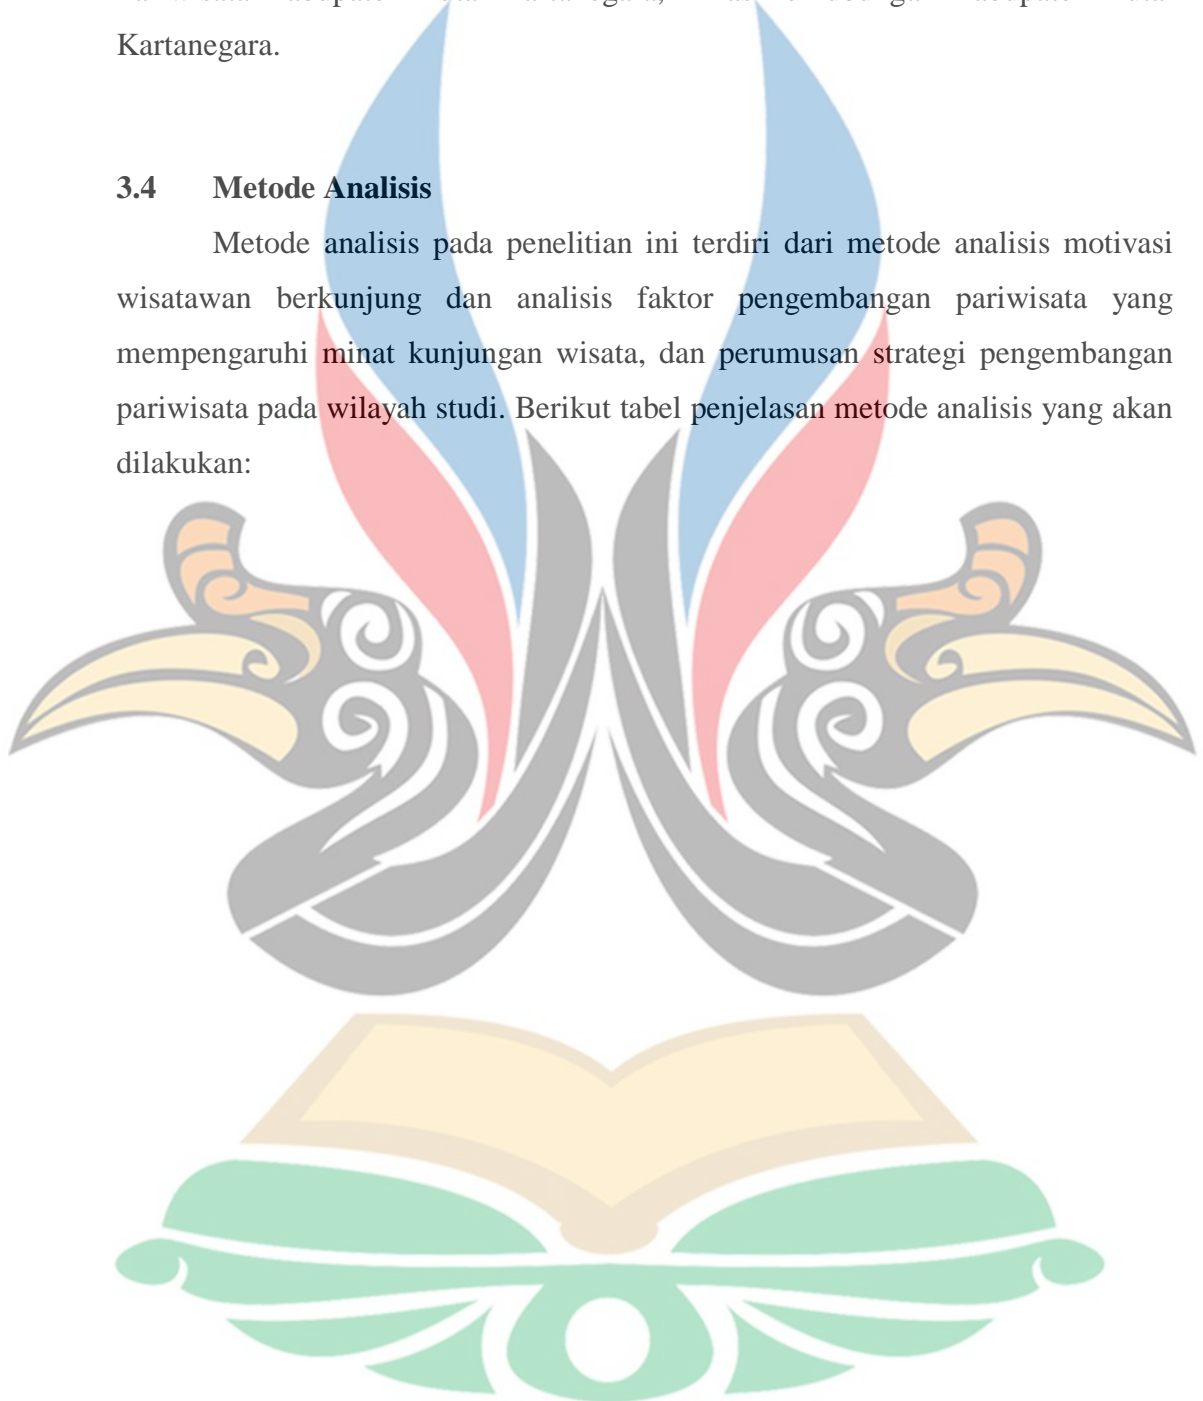 Kartanegara.
3.4 Metode Analisis
Metode analisis pada penelitian ini terdiri dari metode analisis motivasi
wisatawan berkunjung dan analisis faktor pengembangan pariwisata yang
mempengaruhi minat kunjungan wisata, dan perumusan strategi pengembangan
pariwisata pada wilayah studi. Berikut tabel penjelasan metode analisis yang akan
dilakukan: